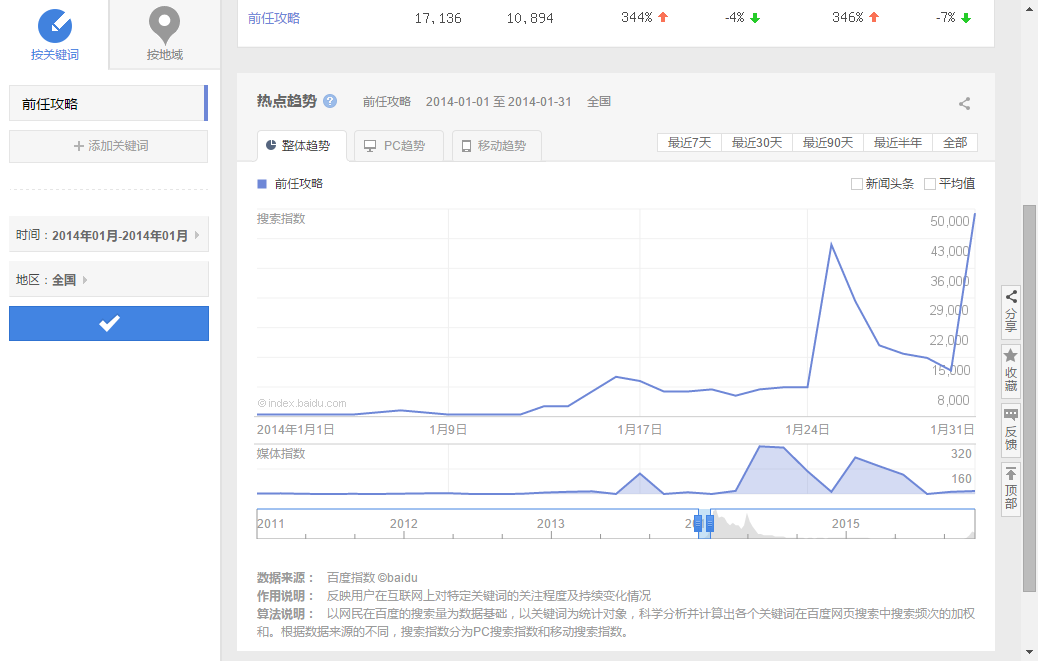 按关键词
按地域
前任攻略
添加关键词
时间：2014年01月-2014年01月
地区：全国
前任攻略 17,136 10,894 344% -4% 346% -7%
热点趋势 ? 前任攻略 2014-01-01 至 2014-01-31 全国
整体趋势 PC趋势 移动趋势 最近7天 最近30天 最近90天 最近半年 全部
前任攻略 新闻头条 平均值
搜索指数
50,000
43,000
36,000
29,000
22,000
15,000
8,000
© index.baidu.com
2014年1月1日 1月9日 1月17日 1月24日 1月31日
媒体指数
320
160
2011 2012 2013 2015
数据来源： 百度指数 ©baidu
作用说明： 反映用户在互联网上对特定关键词的关注程度及持续变化情况
算法说明： 以网民在百度的搜索量为数据基础，以关键词为统计对象，科学分析并计算出各个关键词在百度网页搜索中搜索频次的加权
和。根据数据来源的不同，搜索指数分为PC搜索指数和移动搜索指数。
分享
收藏
反馈
顶部